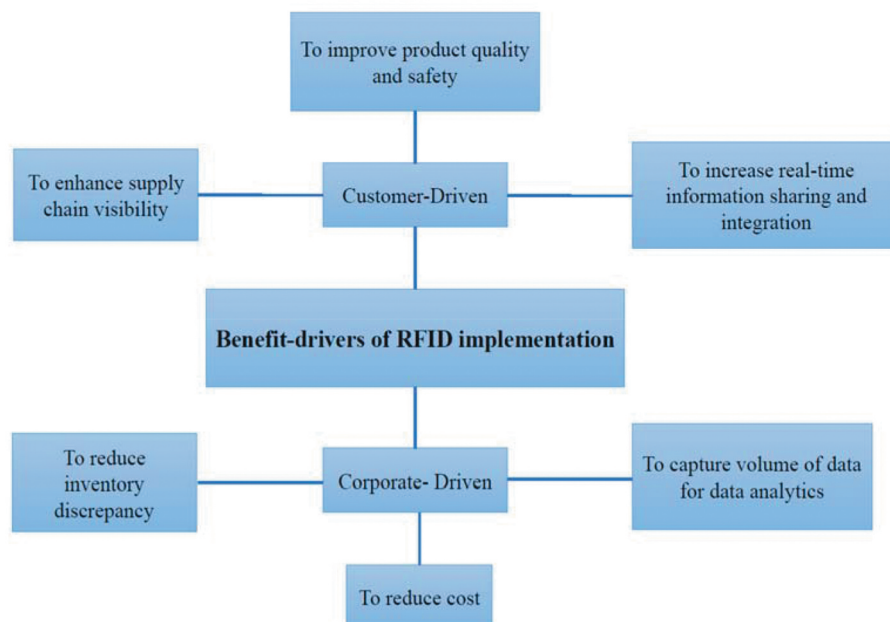 To improve product quality
and safety
To enhance supply
chain visibility
Customer-Driven
To increase real-time
information sharing and
integration
Benefit-drivers of RFID implementation
To reduce
inventory
discrepancy
Corporate- Driven
To capture volume of data
for data analytics
To reduce cost